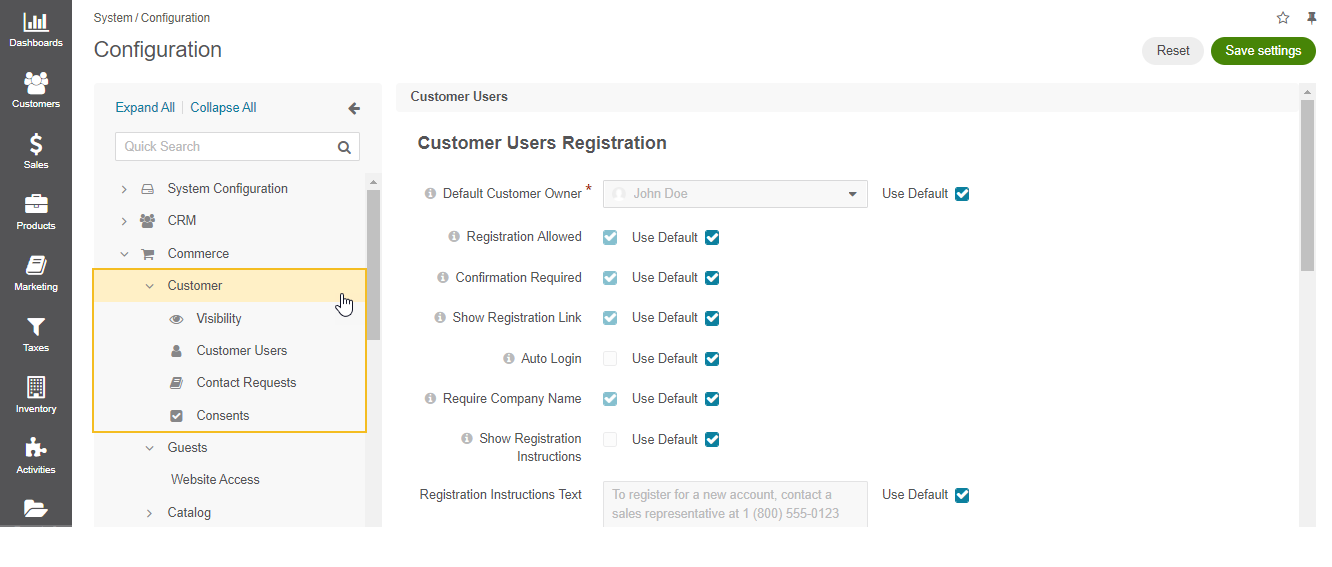 Dashboards
Customers
Sales
Products
Marketing
Taxes
Inventory
Activities
System / Configuration
Configuration
Reset
Save settings
Expand All | Collapse All
Quick Search
System Configuration
CRM
Commerce
Customer
Visibility
Customer Users
Contact Requests
Consents
Guests
Website Access
Catalog
Customer Users
Customer Users Registration
Default Customer Owner * John Doe Use Default
Registration Allowed Use Default
Confirmation Required Use Default
Show Registration Link Use Default
Auto Login Use Default
Require Company Name Use Default
Show Registration Use Default
Instructions
Registration Instructions Text To register for a new account, contact a Use Default
sales representative at 1 (800) 555-0123